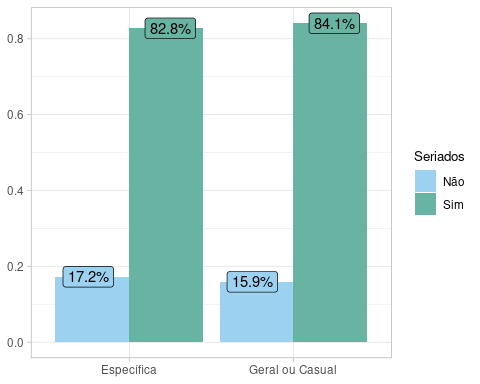 0.8
0.6
0.4
0.2
0.0
82.8%
84.1%
17.2%
15.9%
Específica
Geral ou Casual
Seriados
Não
Sim